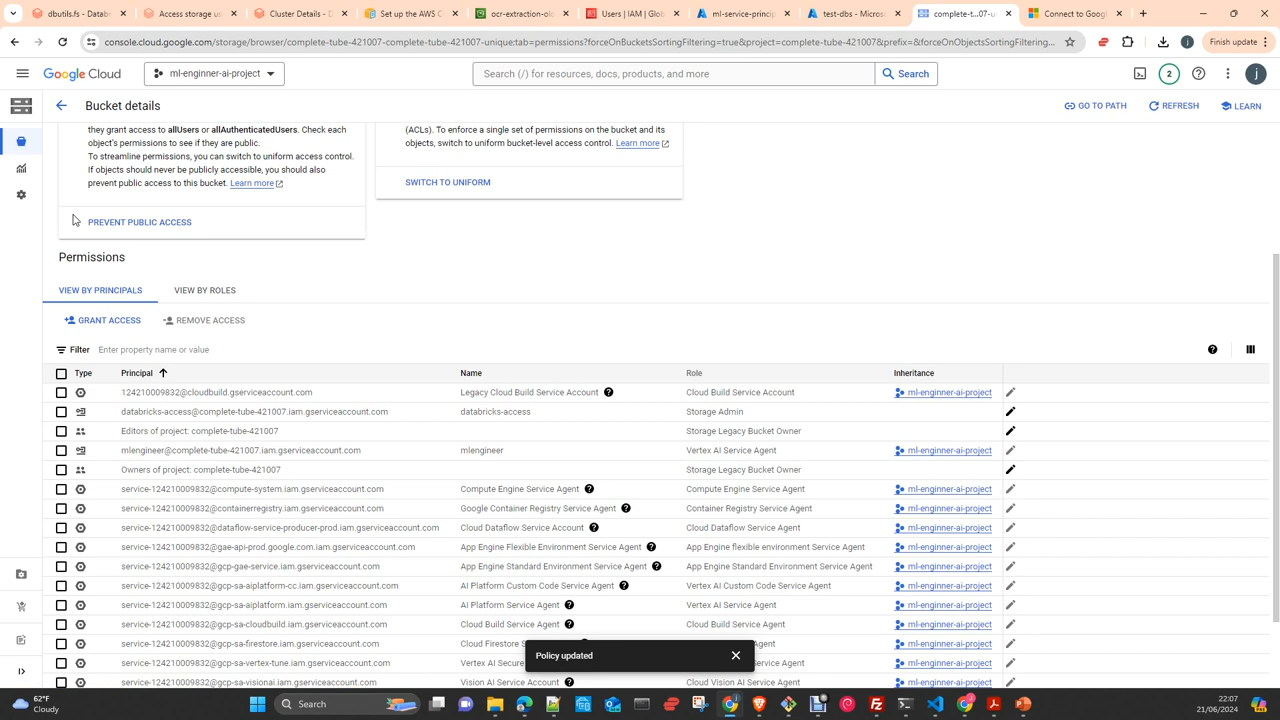 dbutils.fs - Datab
Access storage
Cluster Details - D
Set up the AWS
ocr-extraction-olo
Users | IAM | Glob
ml-service-princip
test-dbs - Micros
complete-t...07-u
Connect to Google
console.cloud.google.com/storage/browser/complete-tube-421007-complete-tube-421007-unique;tab=permissions?forceOnBucketsSortingFiltering=true&project=complete-tube-421007&prefix=&forceOnObjectsSortingFiltering...
Finish update
Google Cloud
ml-enginner-ai-project
Search (/) for resources, docs, products, and more
Search
2
j
Bucket details
GO TO PATH
REFRESH
LEARN
they grant access to allUsers or allAuthenticatedUsers. Check each
object's permissions to see if they are public.
To streamline permissions, you can switch to uniform access control.
If objects should never be publicly accessible, you should also
prevent public access to this bucket. Learn more
PREVENT PUBLIC ACCESS
(ACLs). To enforce a single set of permissions on the bucket and its
objects, switch to uniform bucket-level access control. Learn more
SWITCH TO UNIFORM
Permissions
VIEW BY PRINCIPALS VIEW BY ROLES
GRANT ACCESS REMOVE ACCESS
Filter Enter property name or value
Type Principal Name Role Inheritance
124210009832@cloudbuild.gserviceaccount.com Legacy Cloud Build Service Account Cloud Build Service Account ml-enginner-ai-project
databricks-access@complete-tube-421007.iam.gserviceaccount.com databricks-access Storage Admin
Editors of project: complete-tube-421007 Storage Legacy Bucket Owner
mlengineer@complete-tube-421007.iam.gserviceaccount.com mlengineer Vertex AI Service Agent ml-enginner-ai-project
Owners of project: complete-tube-421007 Storage Legacy Bucket Owner
service-124210009832@compute-system.iam.gserviceaccount.com Compute Engine Service Agent Compute Engine Service Agent ml-enginner-ai-project
service-124210009832@containerregistry.iam.gserviceaccount.com Google Container Registry Service Agent Container Registry Service Agent ml-enginner-ai-project
service-124210009832@dataflow-service-producer-prod.iam.gserviceaccount.com Cloud Dataflow Service Account Cloud Dataflow Service Agent ml-enginner-ai-project
service-124210009832@gae-api-prod.google.com.iam.gserviceaccount.com App Engine Flexible Environment Service Agent App Engine flexible environment Service Agent ml-enginner-ai-project
service-124210009832@gcp-gae-service.iam.gserviceaccount.com App Engine Standard Environment Service Agent App Engine Standard Environment Service Agent ml-enginner-ai-project
service-124210009832@gcp-sa-aiplatform-cc.iam.gserviceaccount.com AI Platform Custom Code Service Agent Vertex AI Custom Code Service Agent ml-enginner-ai-project
service-124210009832@gcp-sa-aiplatform.iam.gserviceaccount.com AI Platform Service Agent Vertex AI Service Agent ml-enginner-ai-project
service-124210009832@gcp-sa-cloudbuild.iam.gserviceaccount.com Cloud Build Service Agent Cloud Build Service Agent ml-enginner-ai-project
service-124210009832@gcp-sa-firestore.iam.gserviceaccount.com Cloud Firestore S ce Agent ml-enginner-ai-project
service-124210009832@gcp-sa-vertex-tune.iam.gserviceaccount.com Vertex AI Secure ervice Agent ml-enginner-ai-project
service-124210009832@gcp-sa-visionai.iam.gserviceaccount.com Vision AI Service Account Cloud Vision AI Service Agent ml-enginner-ai-project
Policy updated
62°F
Cloudy
Search
22:07
21/06/2024